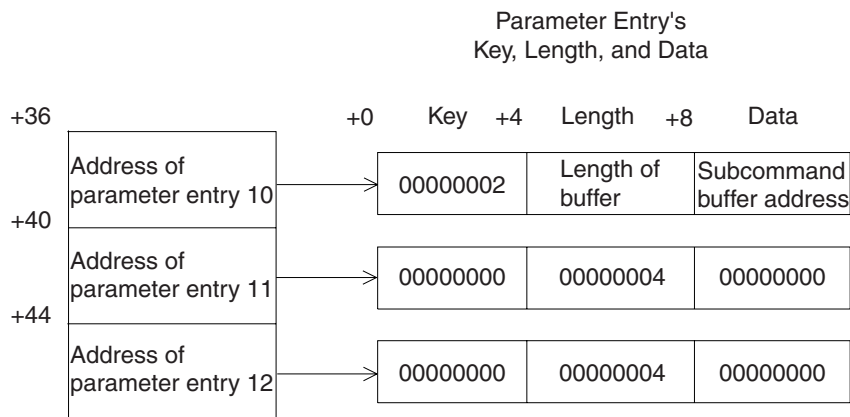 Parameter Entry's
Key, Length, and Data
+36
+0 Key +4 Length +8 Data
Address of
parameter entry 10
00000002
Length of
buffer
Subcommand
buffer address
+40
Address of
parameter entry 11
00000000 00000004 00000000
+44
Address of
parameter entry 12
00000000 00000004 00000000